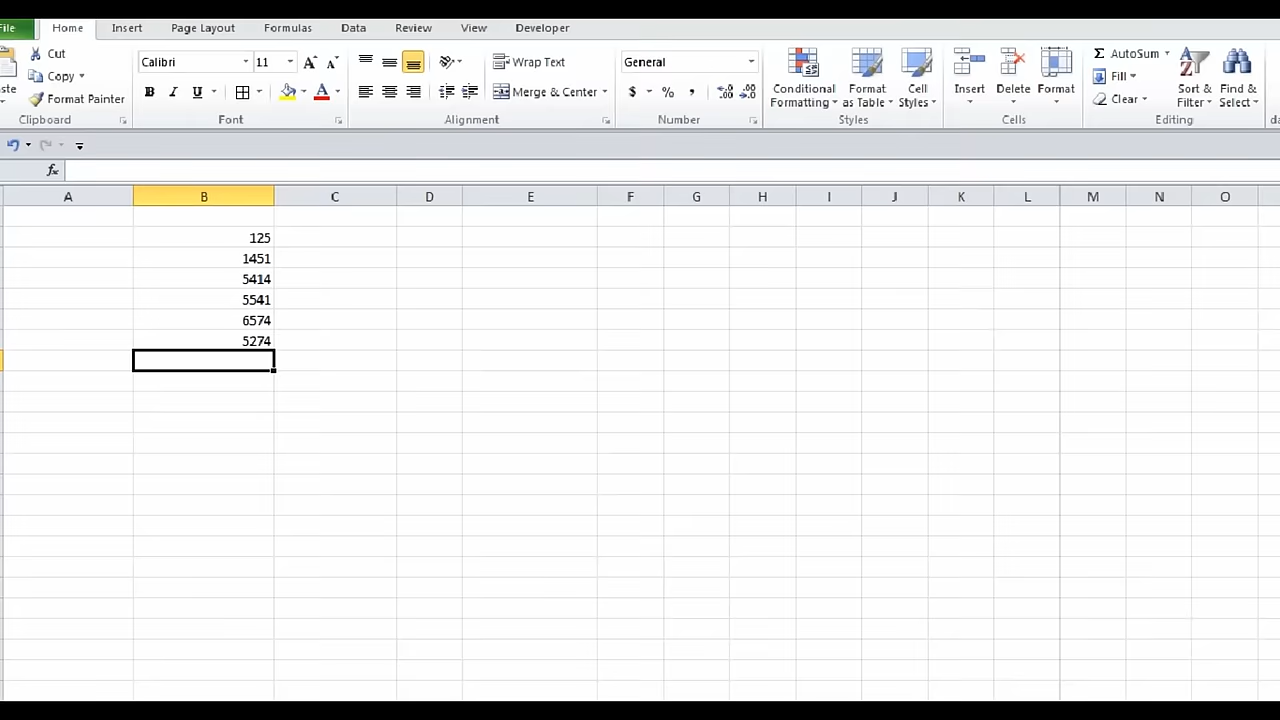 File Home Insert Page Layout Formulas Data Review View Developer
Cut Calibri 11 A A Wrap Text General AutoSum
Copy Conditional Format Cell Insert Delete Format Fill Sort & Find &
Format Painter B I U A Merge & Center $ % , Formatting as Table Styles Clear Filter Select
Clipboard Font Alignment Number Styles Cells Editing
fx
A B C D E F G H I J K L M N O
125
1451
5414
5541
6574
5274